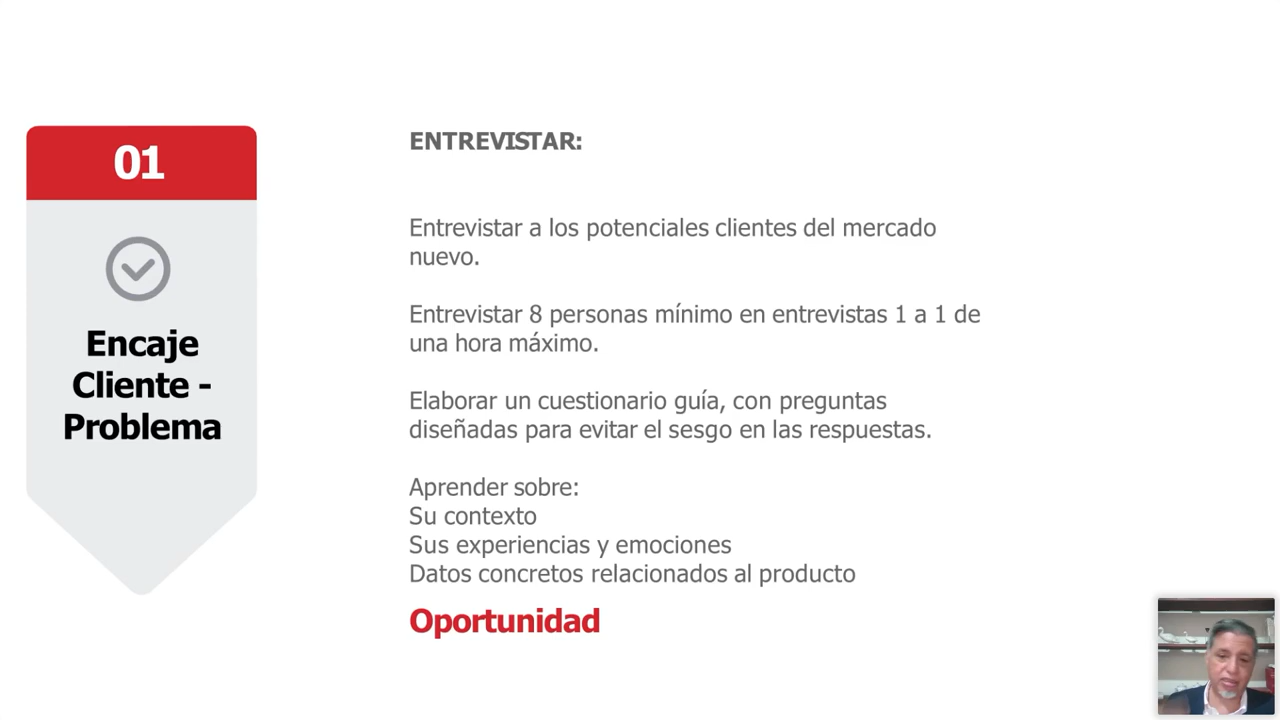 01
Encaje
Cliente -
Problema
ENTREVISTAR:
Entrevistar a los potenciales clientes del mercado
nuevo.
Entrevistar 8 personas mínimo en entrevistas 1 a 1 de
una hora máximo.
Elaborar un cuestionario guía, con preguntas
diseñadas para evitar el sesgo en las respuestas.
Aprender sobre:
Su contexto
Sus experiencias y emociones
Datos concretos relacionados al producto
Oportunidad